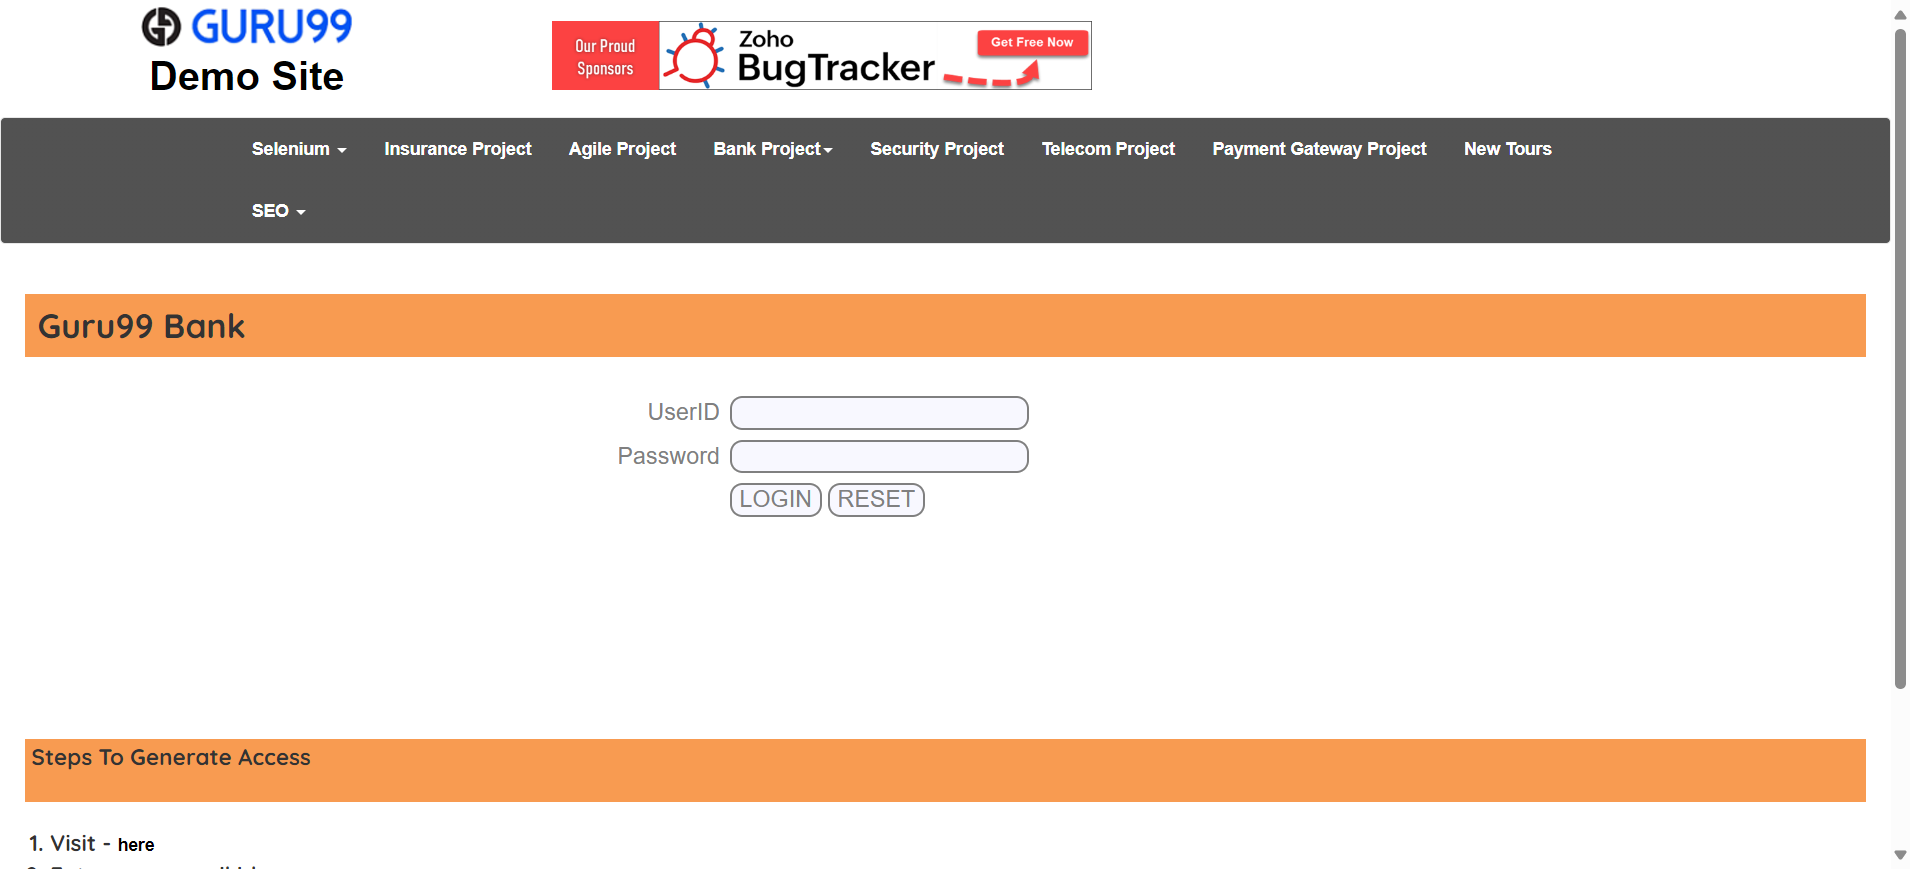 GURU99
Demo Site
Our Proud
Sponsors
Zoho
BugTracker
Get Free Now
Selenium Insurance Project Agile Project Bank Project Security Project Telecom Project Payment Gateway Project New Tours
SEO
Guru99 Bank
UserID
Password
LOGIN RESET
Steps To Generate Access
1. Visit - here